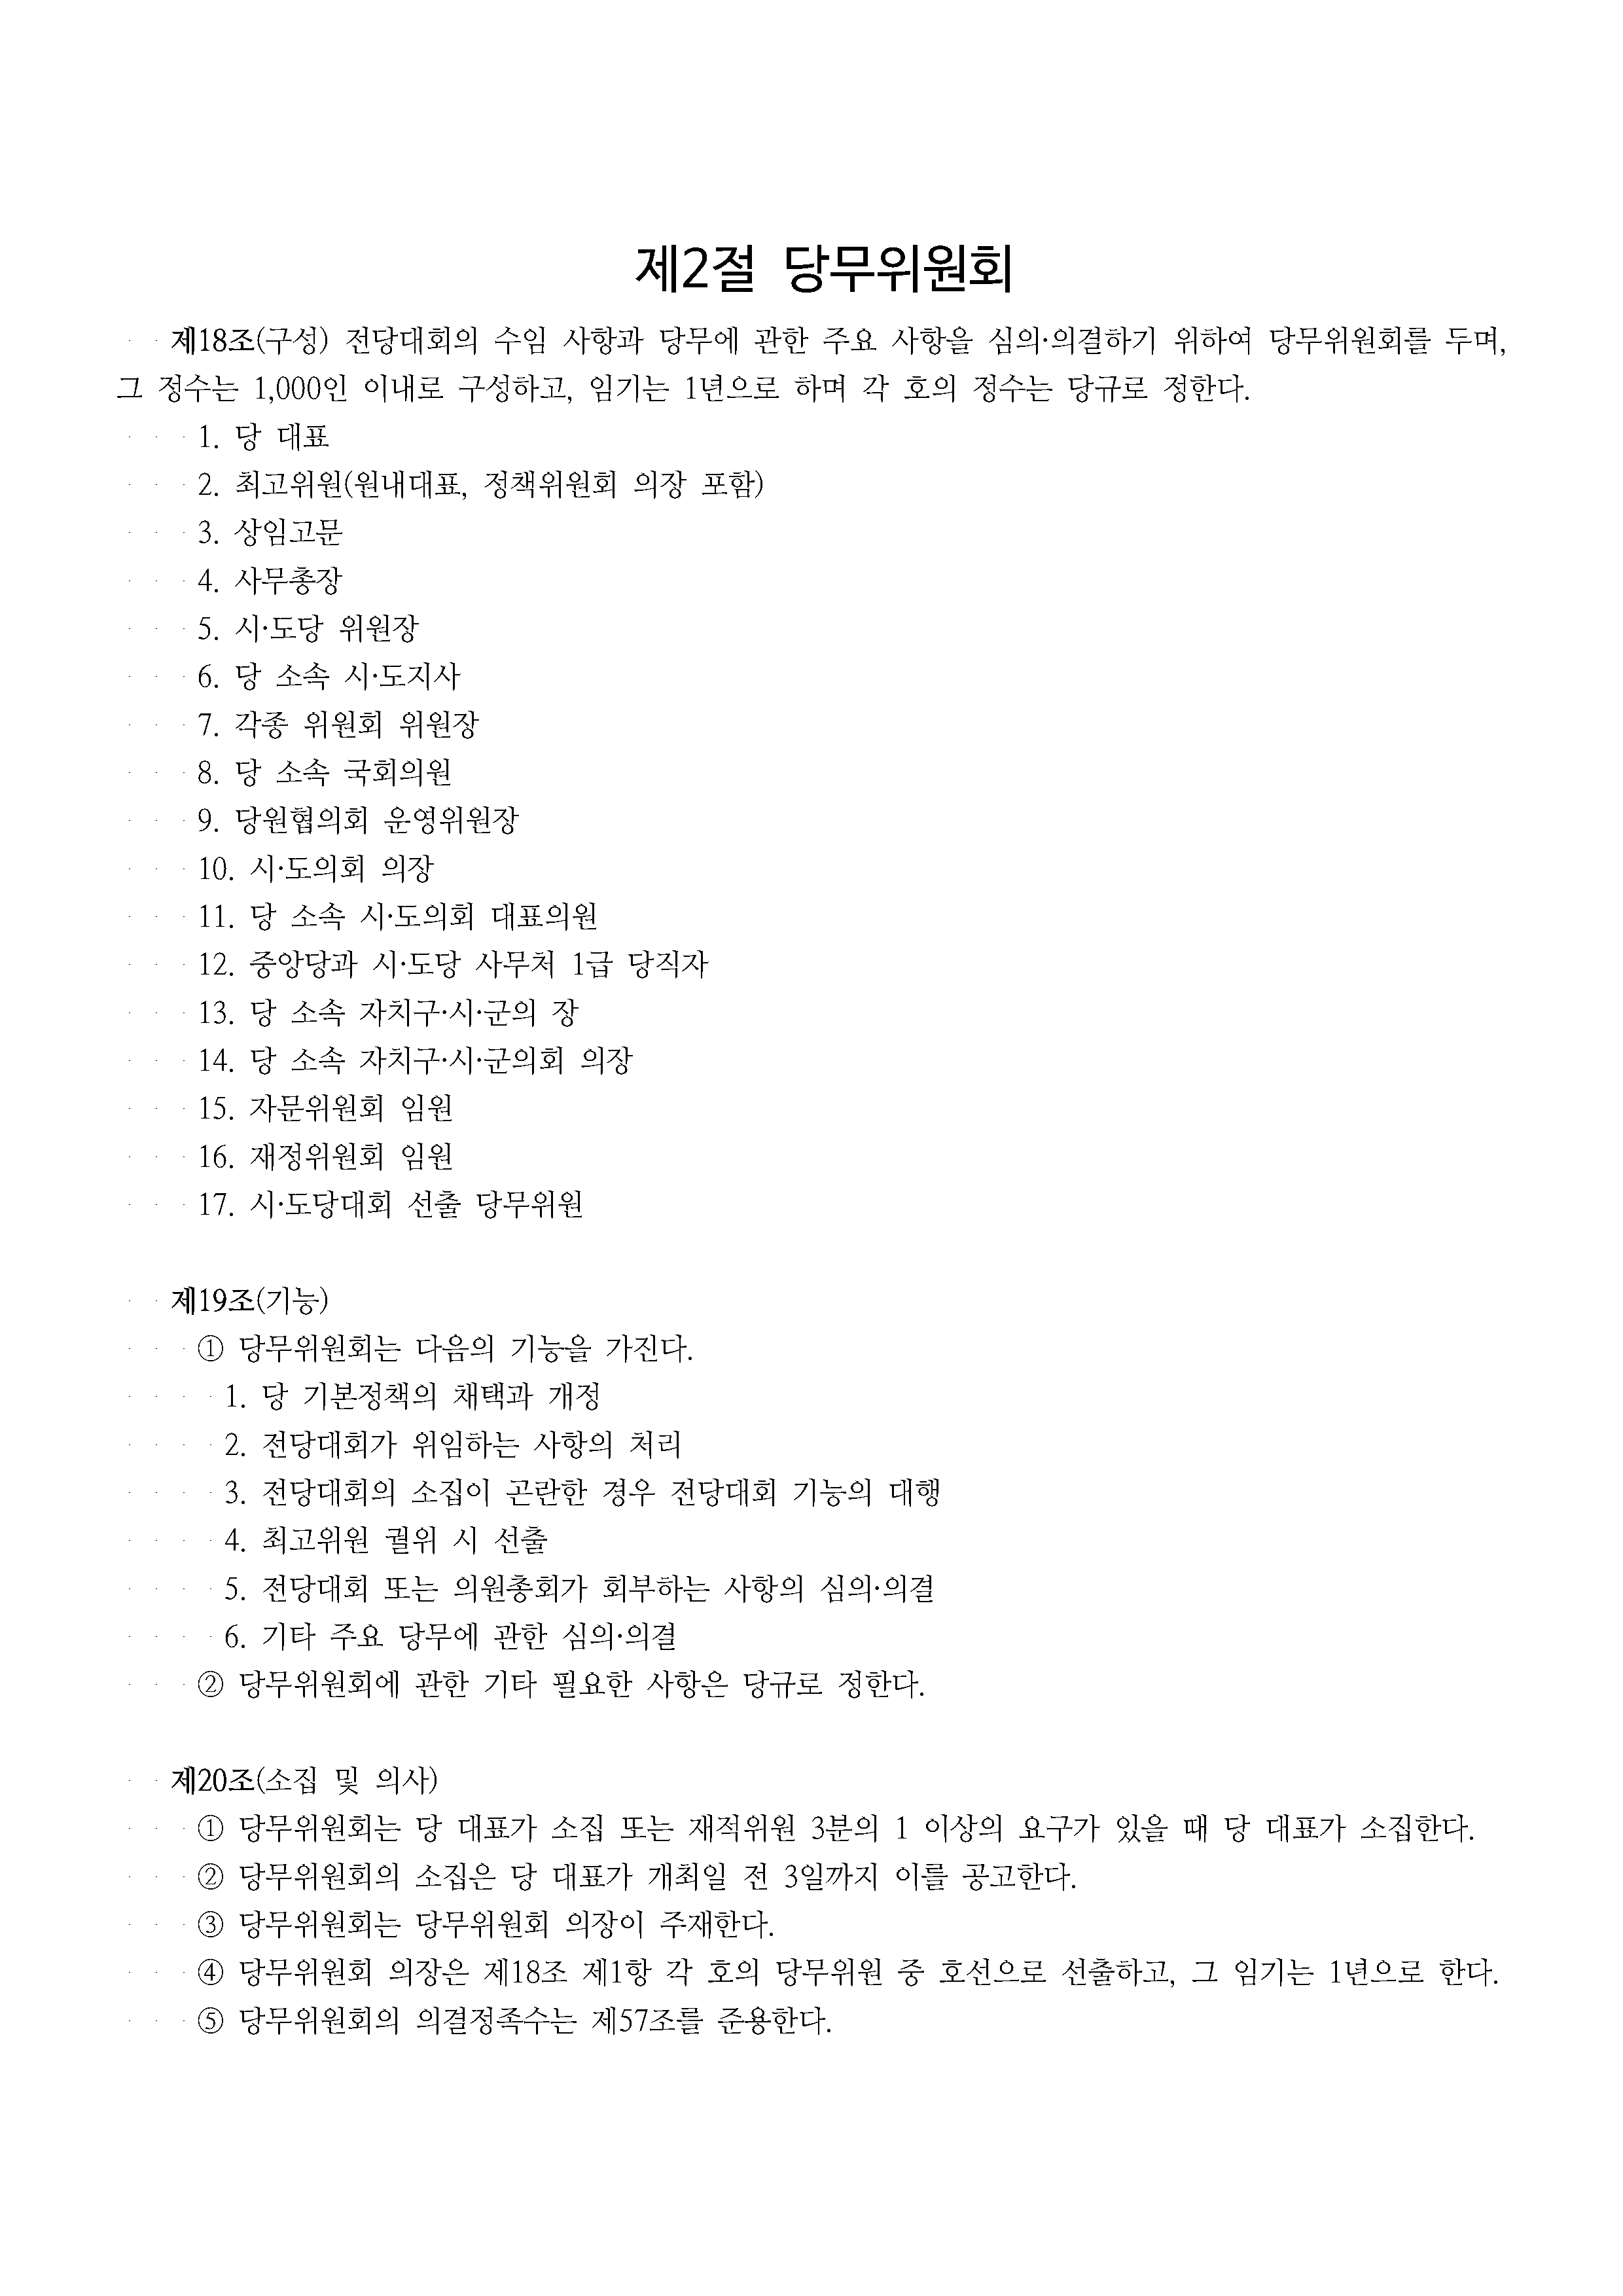 제2절 당무위원회
제18조(구성) 전당대회의 수임 사항과 당무에 관한 주요 사항을 심의·의결하기 위하여 당무위원회를 두며,
그 정수는 1,000인 이내로 구성하고, 임기는 1년으로 하며 각 호의 정수는 당규로 정한다.
1. 당 대표
2. 최고위원(원내대표, 정책위원회 의장 포함)
3. 상임고문
4. 사무총장
5. 시·도당 위원장
6. 당 소속 시·도지사
7. 각종 위원회 위원장
8. 당 소속 국회의원
9. 당원협의회 운영위원장
10. 시·도의회 의장
11. 당 소속 시·도의회 대표의원
12. 중앙당과 시·도당 사무처 1급 당직자
13. 당 소속 자치구·시·군의 장
14. 당 소속 자치구·시·군의회 의장
15. 자문위원회 임원
16. 재정위원회 임원
17. 시·도당대회 선출 당무위원
제19조(기능)
① 당무위원회는 다음의 기능을 가진다.
1. 당 기본정책의 채택과 개정
2. 전당대회가 위임하는 사항의 처리
3. 전당대회의 소집이 곤란한 경우 전당대회 기능의 대행
4. 최고위원 궐위 시 선출
5. 전당대회 또는 의원총회가 회부하는 사항의 심의·의결
6. 기타 주요 당무에 관한 심의·의결
② 당무위원회에 관한 기타 필요한 사항은 당규로 정한다.
제20조(소집 및 의사)
① 당무위원회는 당 대표가 소집 또는 재적위원 3분의 1 이상의 요구가 있을 때 당 대표가 소집한다.
② 당무위원회의 소집은 당 대표가 개최일 전 3일까지 이를 공고한다.
③ 당무위원회는 당무위원회 의장이 주재한다.
④ 당무위원회 의장은 제18조 제1항 각 호의 당무위원 중 호선으로 선출하고, 그 임기는 1년으로 한다.
⑤ 당무위원회의 의결정족수는 제57조를 준용한다.